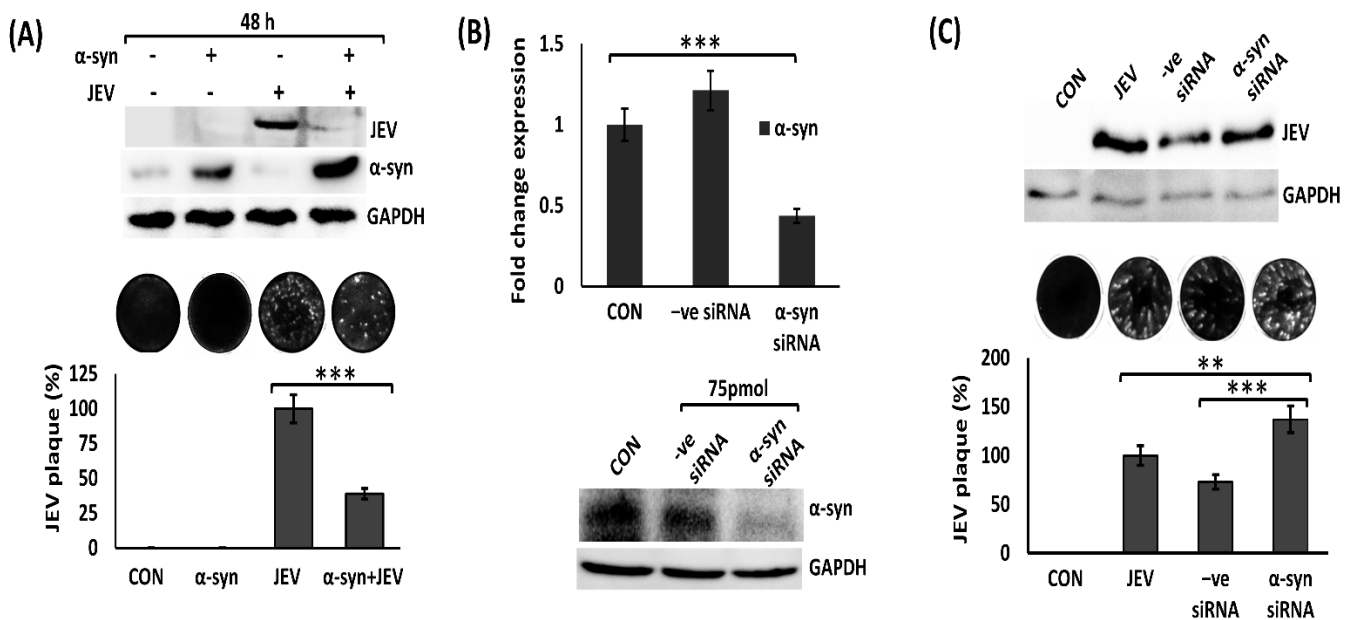 (A)
48 h
α-syn - + - +
JEV - - + +
JEV
α-syn
GAPDH
JEV plaque (%)
125
100
75
50
25
0
***
CON α-syn JEV α-syn+JEV
(B)
Fold change expression
1.5
1
0.5
0
***
α-syn
CON −ve siRNA α-syn
siRNA
75pmol
CON
-ve
siRNA
α-syn
siRNA
α-syn
GAPDH
(C)
CON
JEV
-ve
siRNA
α-syn
siRNA
JEV
GAPDH
JEV plaque (%)
200
150
100
50
0
**
***
CON JEV −ve α-syn
siRNA siRNA